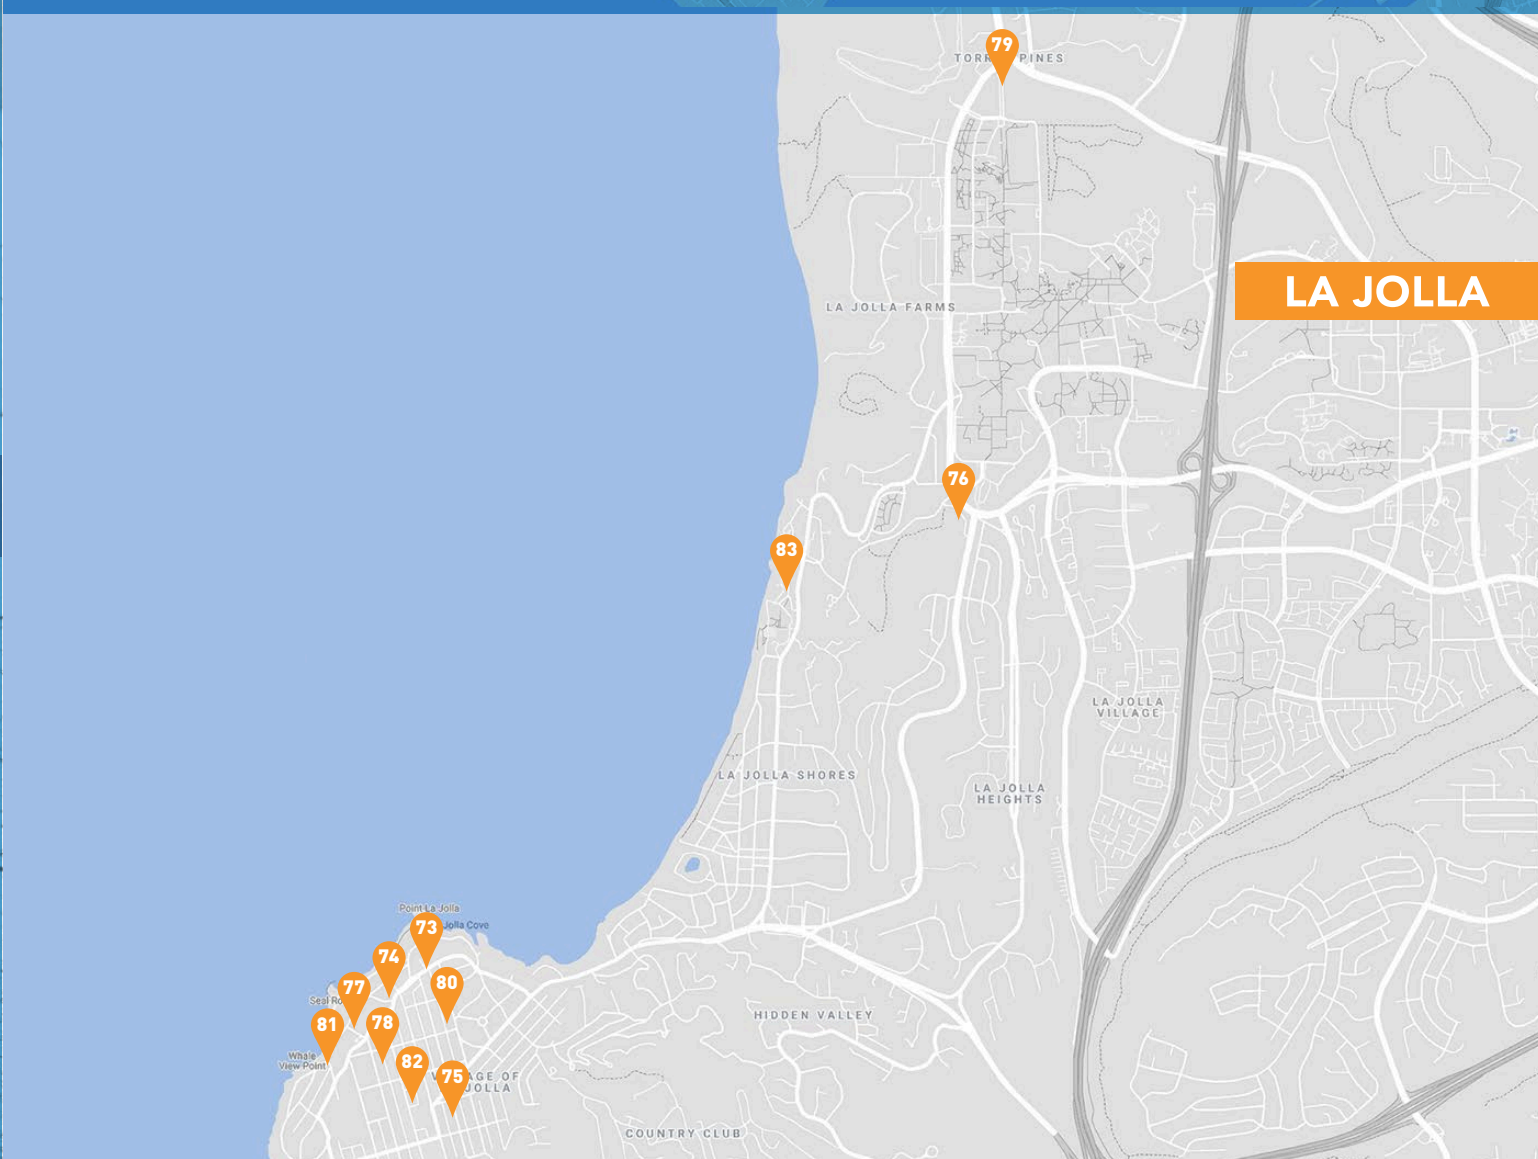 79
TORR PINES
LA JOLLA
LA JOLLA FARMS
76
83
LA JOLLA
VILLAGE
LA JOLLA SHORES
LA JOLLA
HEIGHTS
Point La Jolla
73
Jolla Cove
74
80
77
Seal Ro
81
78
HIDDEN VALLEY
Whale
View Point
82
75
V AGE OF
JOLLA
COUNTRY CLUB